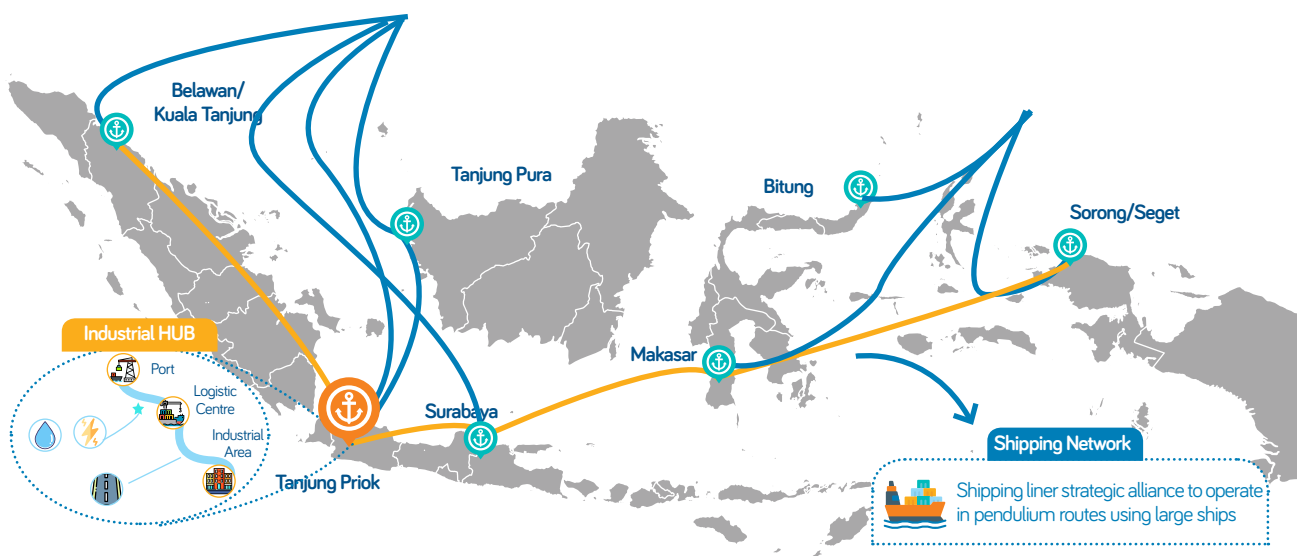 Belawan/
Kuala Tanjung
Tanjung Pura
Bitung
Sorong/Seget
Industrial HUB
Port
Logistic
Centre
Industrial
Area
Makasar
Surabaya
Tanjung Priok
Shipping Network
Shipping liner strategic alliance to operate
in pendulium routes using large ships